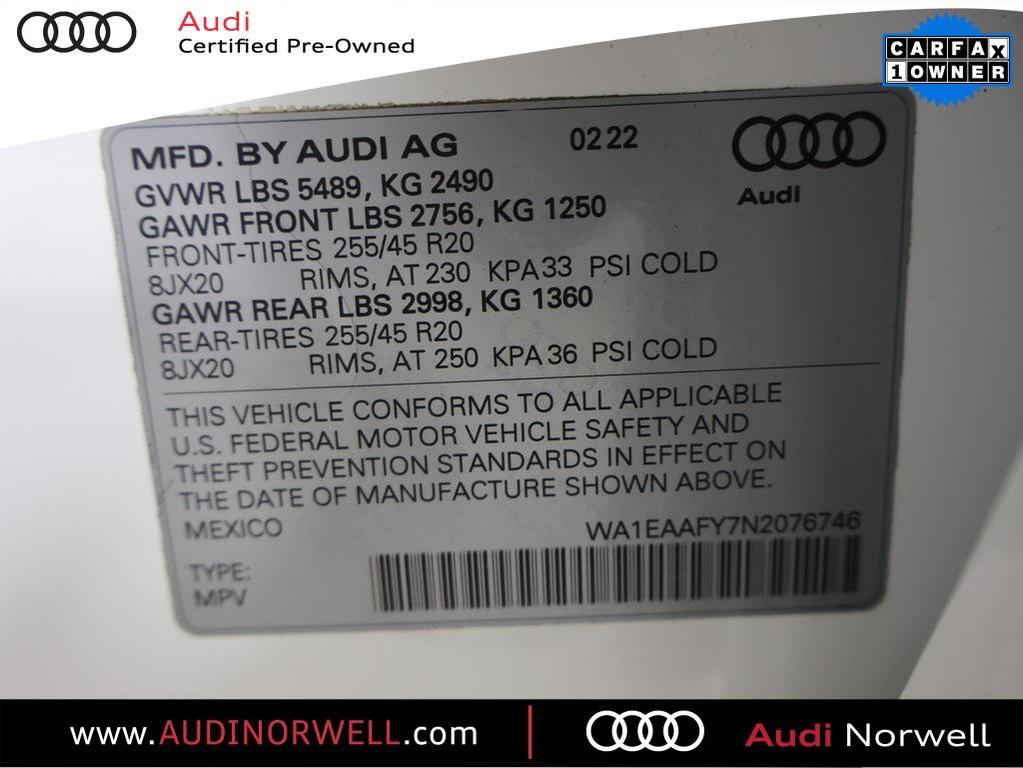 Audi
Certified Pre-Owned
CARFAX
1 OWNER
MFD. BY AUDI AG 02 22
GVWR LBS 5489, KG 2490
GAWR FRONT LBS 2756, KG 1250
FRONT-TIRES 255/45 R20
8JX20 RIMS, AT 230 KPA 33 PSI COLD
GAWR REAR LBS 2998, KG 1360
REAR-TIRES 255/45 R20
8JX20 RIMS, AT 250 KPA 36 PSI COLD
Audi
THIS VEHICLE CONFORMS TO ALL APPLICABLE
U.S. FEDERAL MOTOR VEHICLE SAFETY AND
THEFT PREVENTION STANDARDS IN EFFECT ON
THE DATE OF MANUFACTURE SHOWN ABOVE.
MEXICO WA1EAAFY7N2076746
TYPE:
MPV
www.AUDINORWELL.com
Audi Norwell